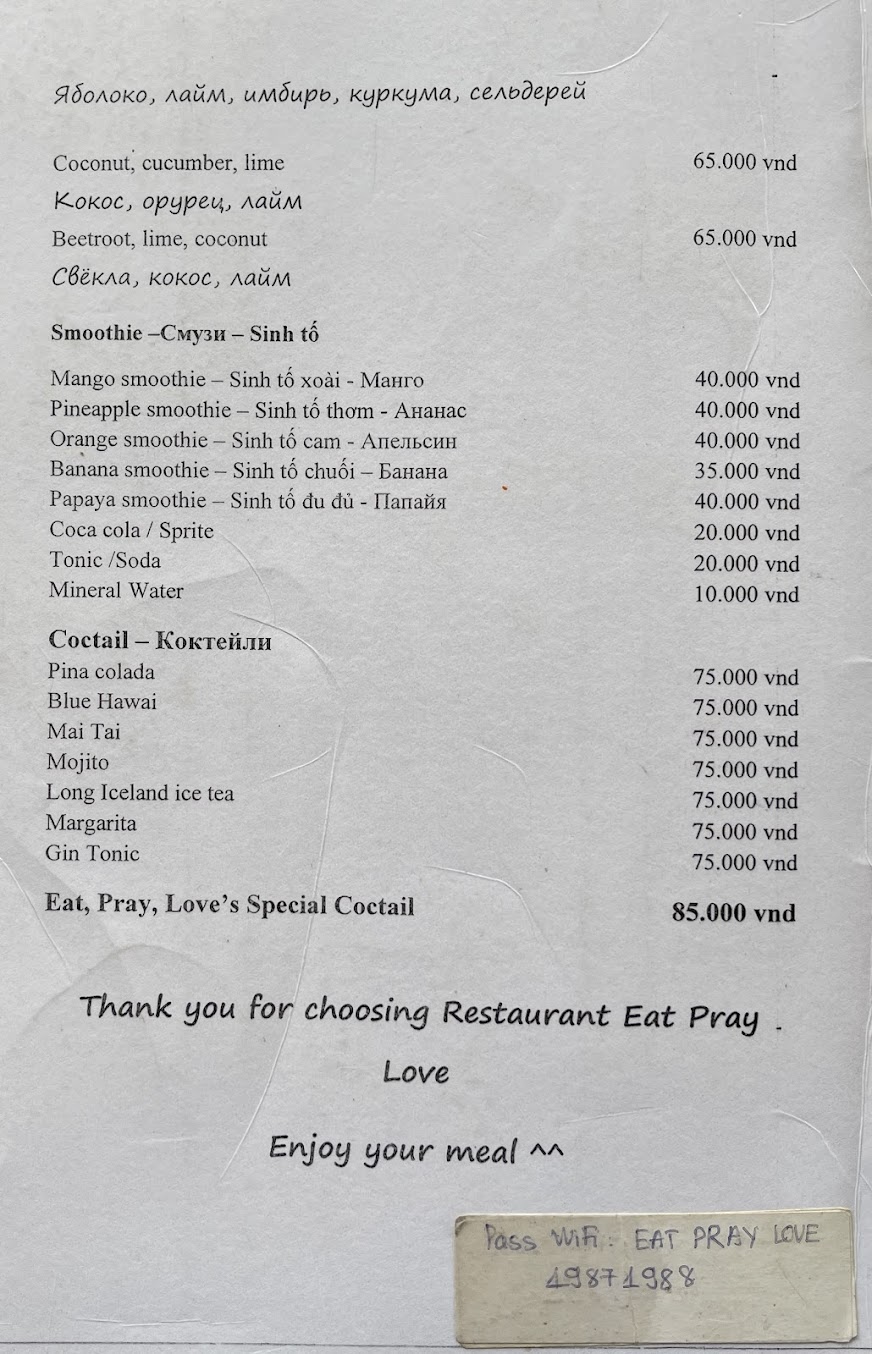 Яболоко, лайм, имбирь, куркума, сельдерей
Coconut, cucumber, lime 65.000 vnd
Кокос, орурец, лайм
Beetroot, lime, coconut 65.000 vnd
Свёкла, кокос, лайм
Smoothie –Смузи – Sinh tố
Mango smoothie – Sinh tố xoài - Манго 40.000 vnd
Pineapple smoothie – Sinh tố thơm - Ананас 40.000 vnd
Orange smoothie – Sinh tố cam - Апельсин 40.000 vnd
Banana smoothie – Sinh tố chuối – Банана 35.000 vnd
Papaya smoothie – Sinh tố đu đủ - Папайя 40.000 vnd
Coca cola / Sprite 20.000 vnd
Tonic /Soda 20.000 vnd
Mineral Water 10.000 vnd
Coctail – Коктейли
Pina colada 75.000 vnd
Blue Hawai 75.000 vnd
Mai Tai 75.000 vnd
Mojito 75.000 vnd
Long Iceland ice tea 75.000 vnd
Margarita 75.000 vnd
Gin Tonic 75.000 vnd
Eat, Pray, Love’s Special Coctail 85.000 vnd
Thank you for choosing Restaurant Eat Pray
Love
Enjoy your meal ^^
Pass Wifi: EAT PRAY LOVE
19871988